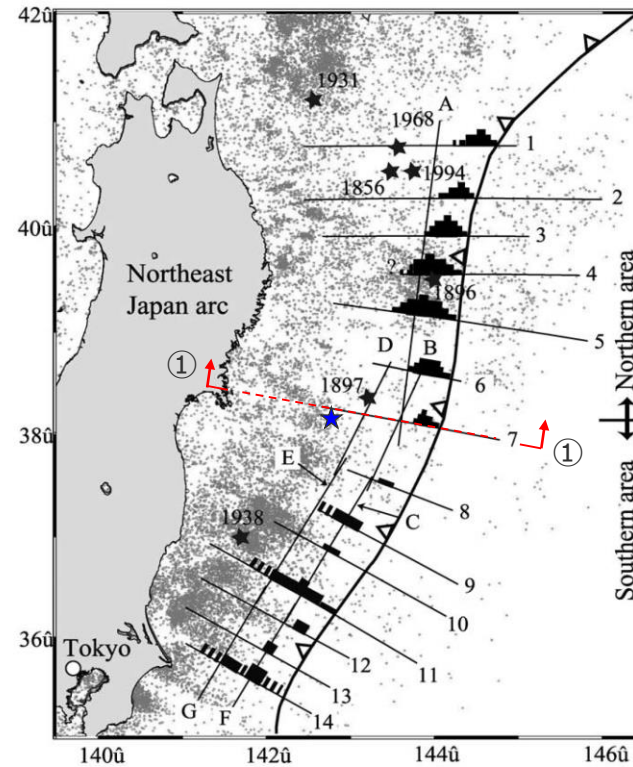 42û
40û
38û
36û
140û
142û
144û
146û
1931
1968
A
1
1856
1994
2
3
?
4
1896
Northeast
Japan arc
5
D
B
6
①
1897
7
①
E
8
C
1938
9
10
11
12
Tokyo
13
G
F
14
Southern area
Northern area